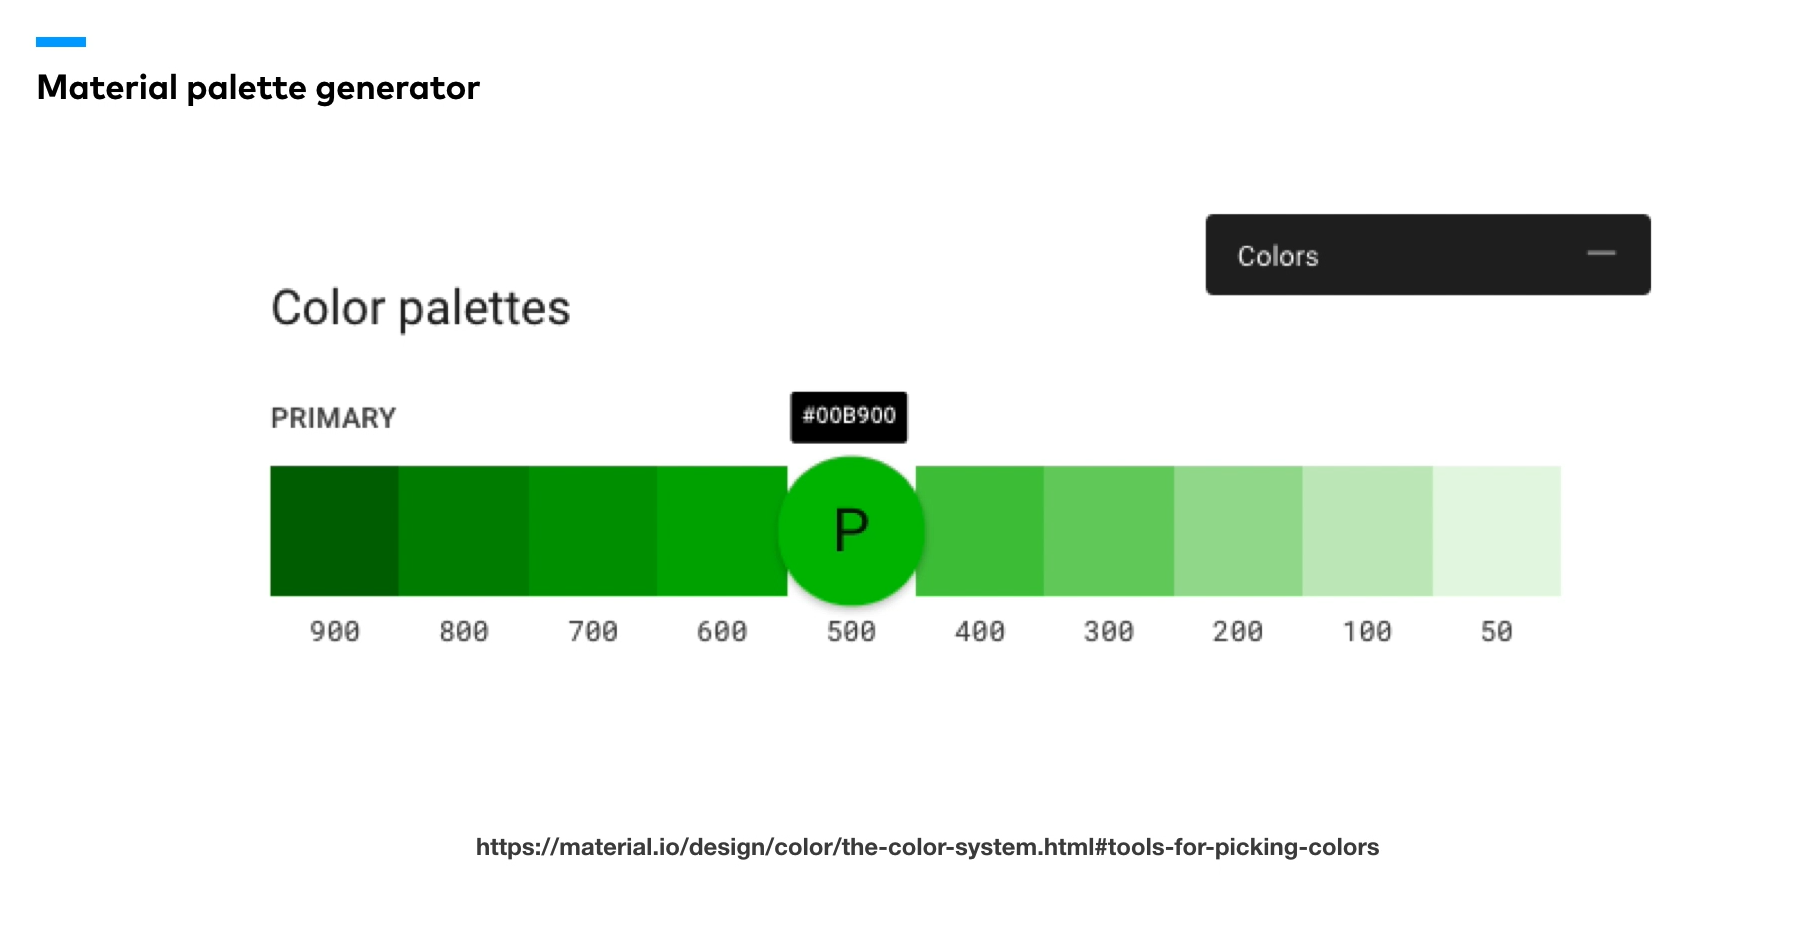 Material palette generator
Colors
Color palettes
PRIMARY
#00B900
P
900 800 700 600 500 400 300 200 100 50
https://material.io/design/color/the-color-system.html#tools-for-picking-colors